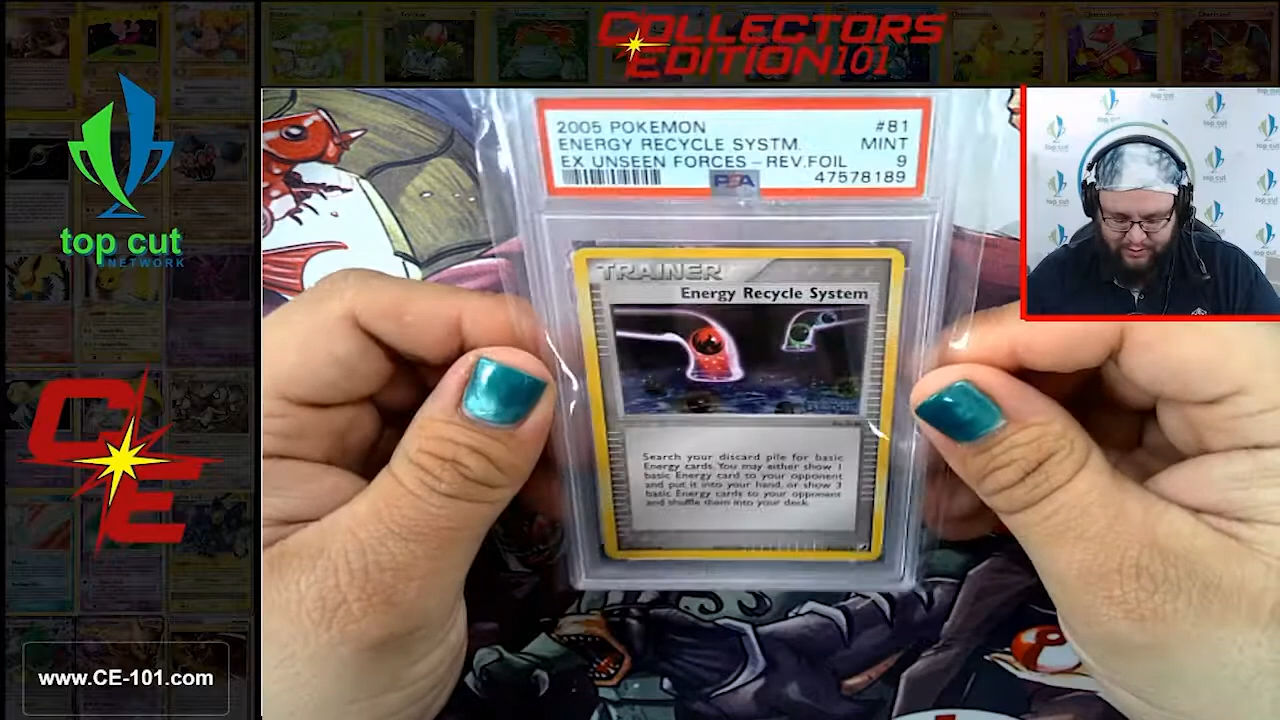 COLLECTORS
EDITION101
top cut
NETWORK
CE
www.CE-101.com
2005 POKEMON #81
ENERGY RECYCLE SYSTM. MINT
EX UNSEEN FORCES - REV.FOIL 9
PSA 47578189
TRAINER
Energy Recycle System
Search your discard pile for basic
Energy cards. You may either show 1
basic Energy card to your opponent
and put it into your hand, or show 3
basic Energy cards to your opponent
and shuffle them into your deck.
top cut